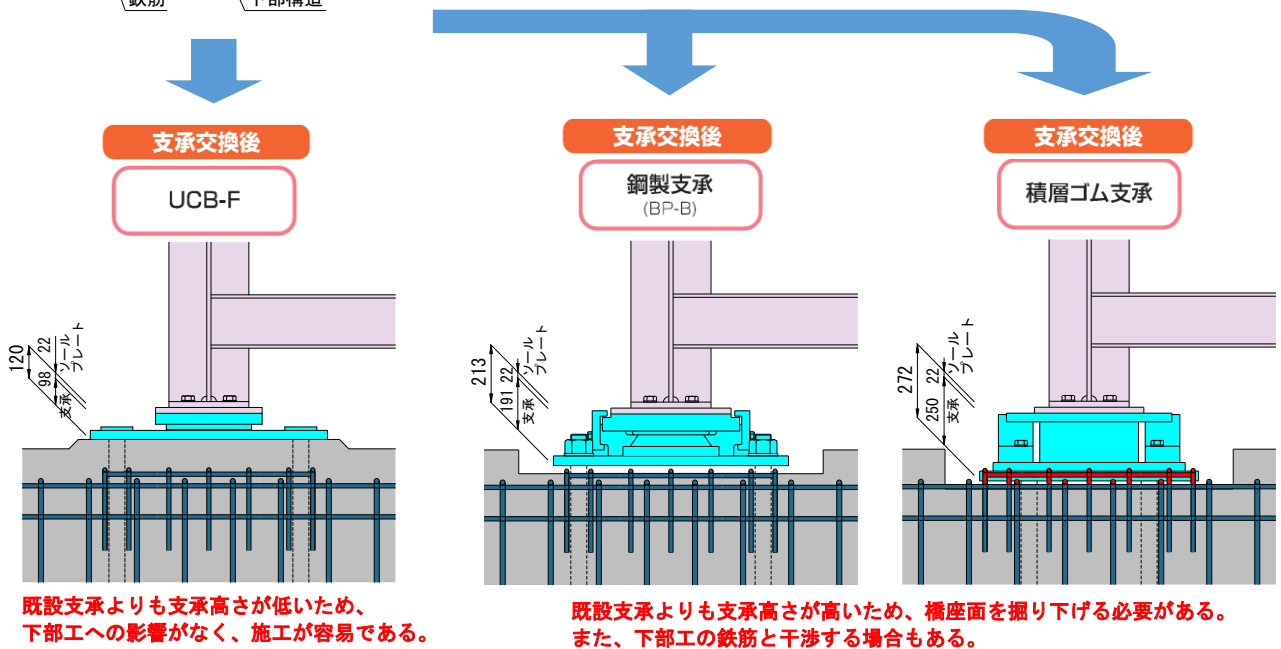 鉄筋
下部構造
支承交換後
UCB-F
支承交換後
鋼製支承
(BP-B)
支承交換後
積層ゴム支承
120
98
22
支承
ソール
プレート
213
191
22
支承
ソール
プレート
272
250
22
支承
ソール
プレート
既設支承よりも支承高さが低いため、
下部工への影響がなく、施工が容易である。
既設支承よりも支承高さが高いため、橋座面を掘り下げる必要がある。
また、下部工の鉄筋と干渉する場合もある。